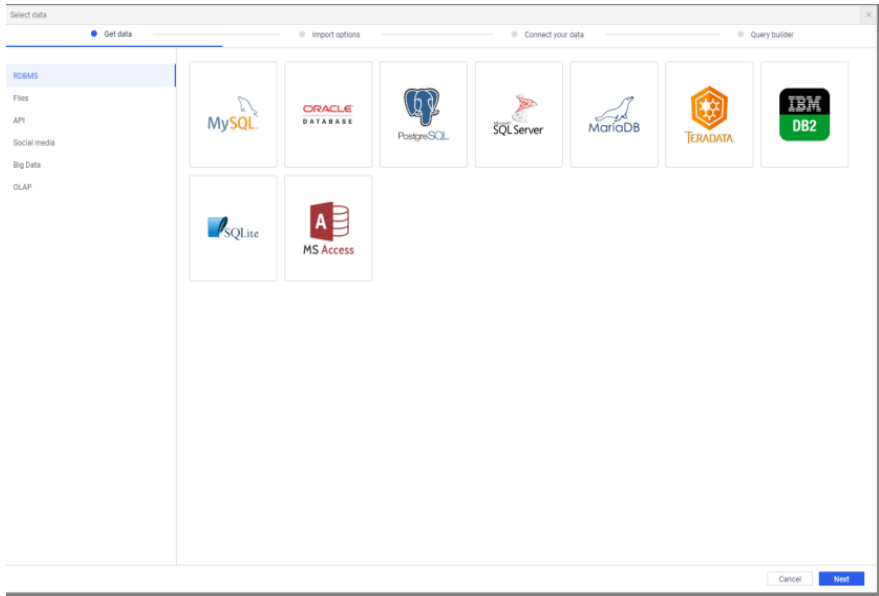 Select data
Get data
Import options
Connect your data
Query builder
RDBMS
Files
API
Social media
Big Data
OLAP
MySQL
ORACLE
DATABASE
PostgreSQL
SQL Server
MariaDB
TERADATA
IBM
DB2
SQLite
A
MS Access
Cancel
Next